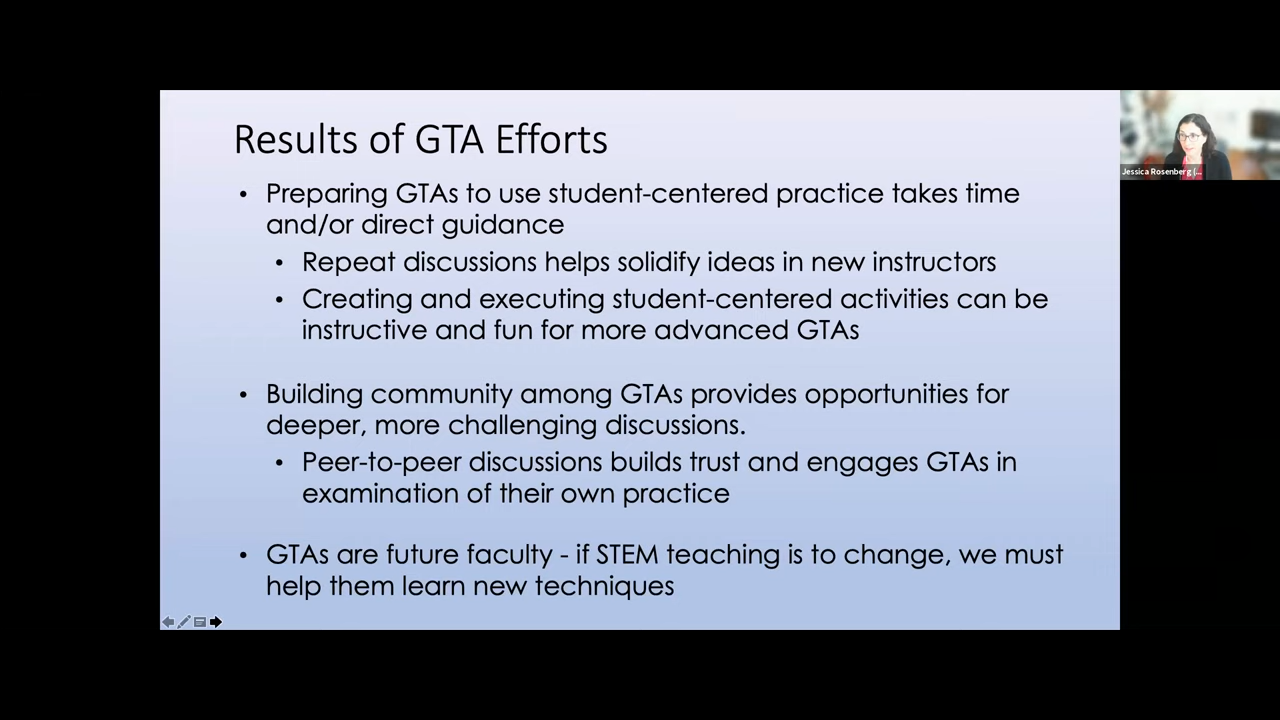 Results of GTA Efforts
• Preparing GTAs to use student-centered practice takes time
and/or direct guidance
• Repeat discussions helps solidify ideas in new instructors
• Creating and executing student-centered activities can be
instructive and fun for more advanced GTAs
• Building community among GTAs provides opportunities for
deeper, more challenging discussions.
• Peer-to-peer discussions builds trust and engages GTAs in
examination of their own practice
• GTAs are future faculty - if STEM teaching is to change, we must
help them learn new techniques
Jessica Rosenberg (...